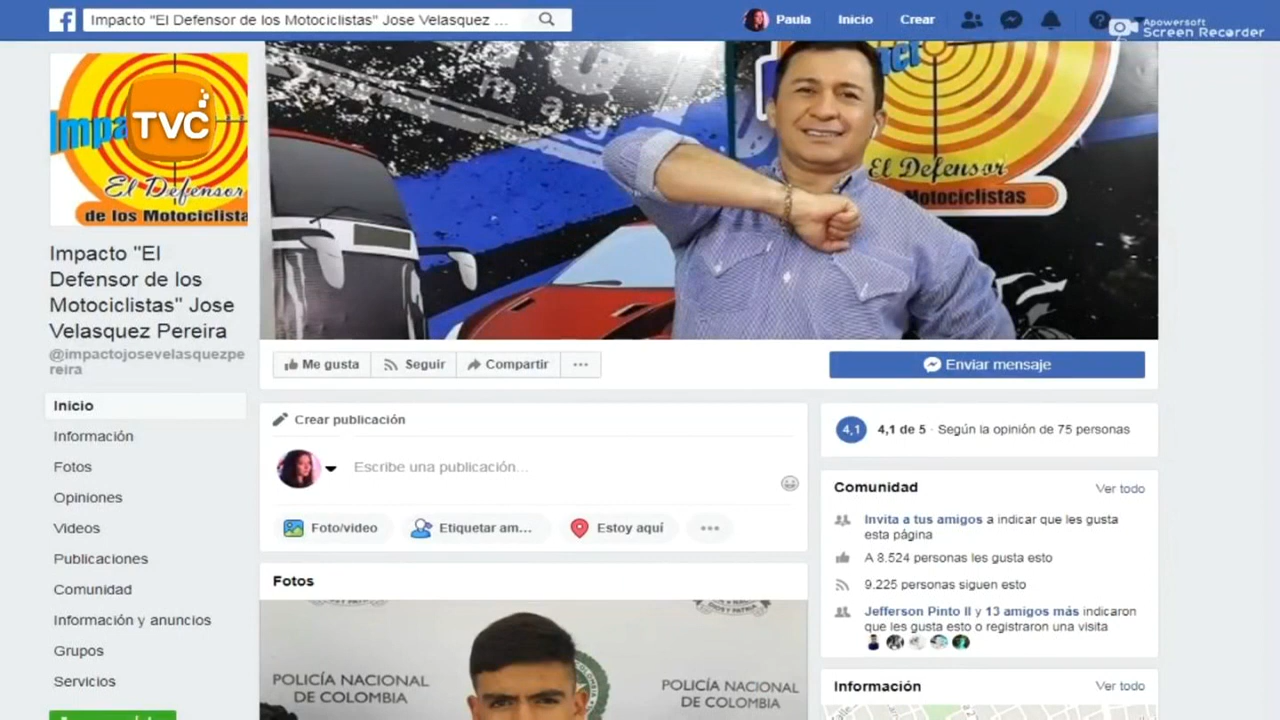 Impacto "El Defensor de los Motociclistas" Jose Velasquez ...
Paula
Inicio
Crear
Apowersoft
Screen Recorder
Impa
TVC
El Defensor
de los Motociclista
El Defensor
Motociclistas
Impacto "El
Defensor de los
Motociclistas" Jose
Velasquez Pereira
@impactojosevelasquezpe
reira
Me gusta
Seguir
Compartir
Enviar mensaje
Inicio
Información
Fotos
Opiniones
Videos
Publicaciones
Comunidad
Información y anuncios
Grupos
Servicios
Crear publicación
Escribe una publicación...
Foto/video
Etiquetar am...
Estoy aquí
Fotos
POLICÍA NACIONAL
DE COLOMBIA
POLICÍA NACIONAL
DE COLOMBIA
4,1
4,1 de 5 · Según la opinión de 75 personas
Comunidad
Ver todo
Invita a tus amigos a indicar que les gusta
esta página
A 8.524 personas les gusta esto
9.225 personas siguen esto
Jefferson Pinto II y 13 amigos más indicaron
que les gusta esto o registraron una visita
Información
Ver todo